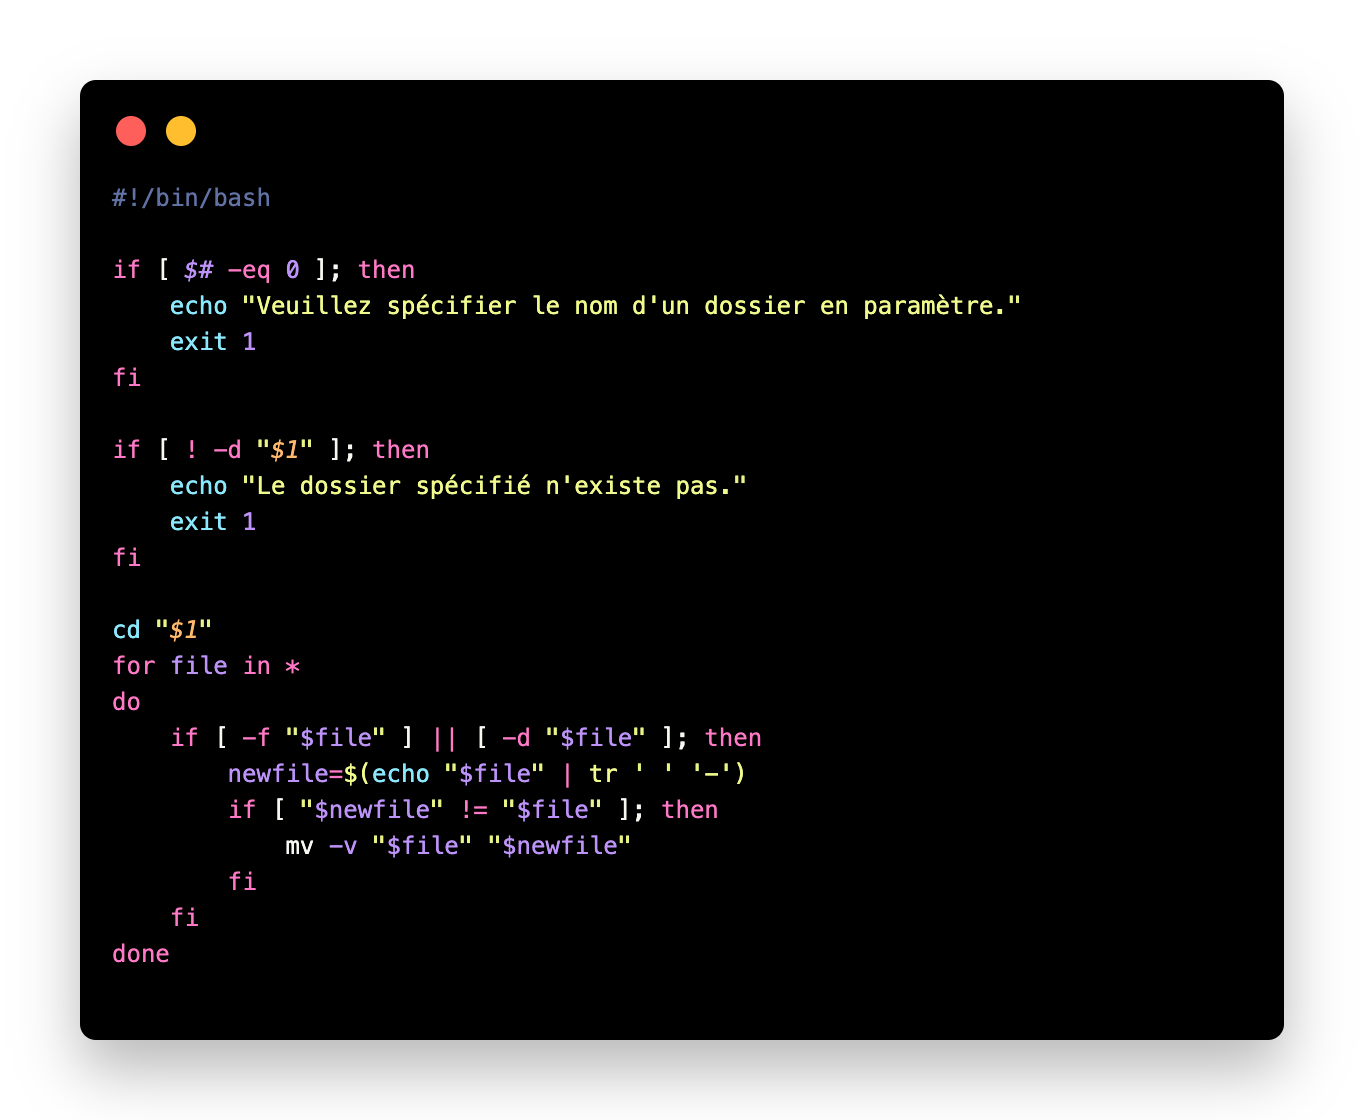 #!/bin/bash

if [ $# -eq 0 ]; then
    echo "Veuillez spécifier le nom d'un dossier en paramètre."
    exit 1
fi

if [ ! -d "$1" ]; then
    echo "Le dossier spécifié n'existe pas."
    exit 1
fi

cd "$1"
for file in *
do
    if [ -f "$file" ] || [ -d "$file" ]; then
        newfile=$(echo "$file" | tr ' ' '-')
        if [ "$newfile" != "$file" ]; then
            mv -v "$file" "$newfile"
        fi
    fi
done